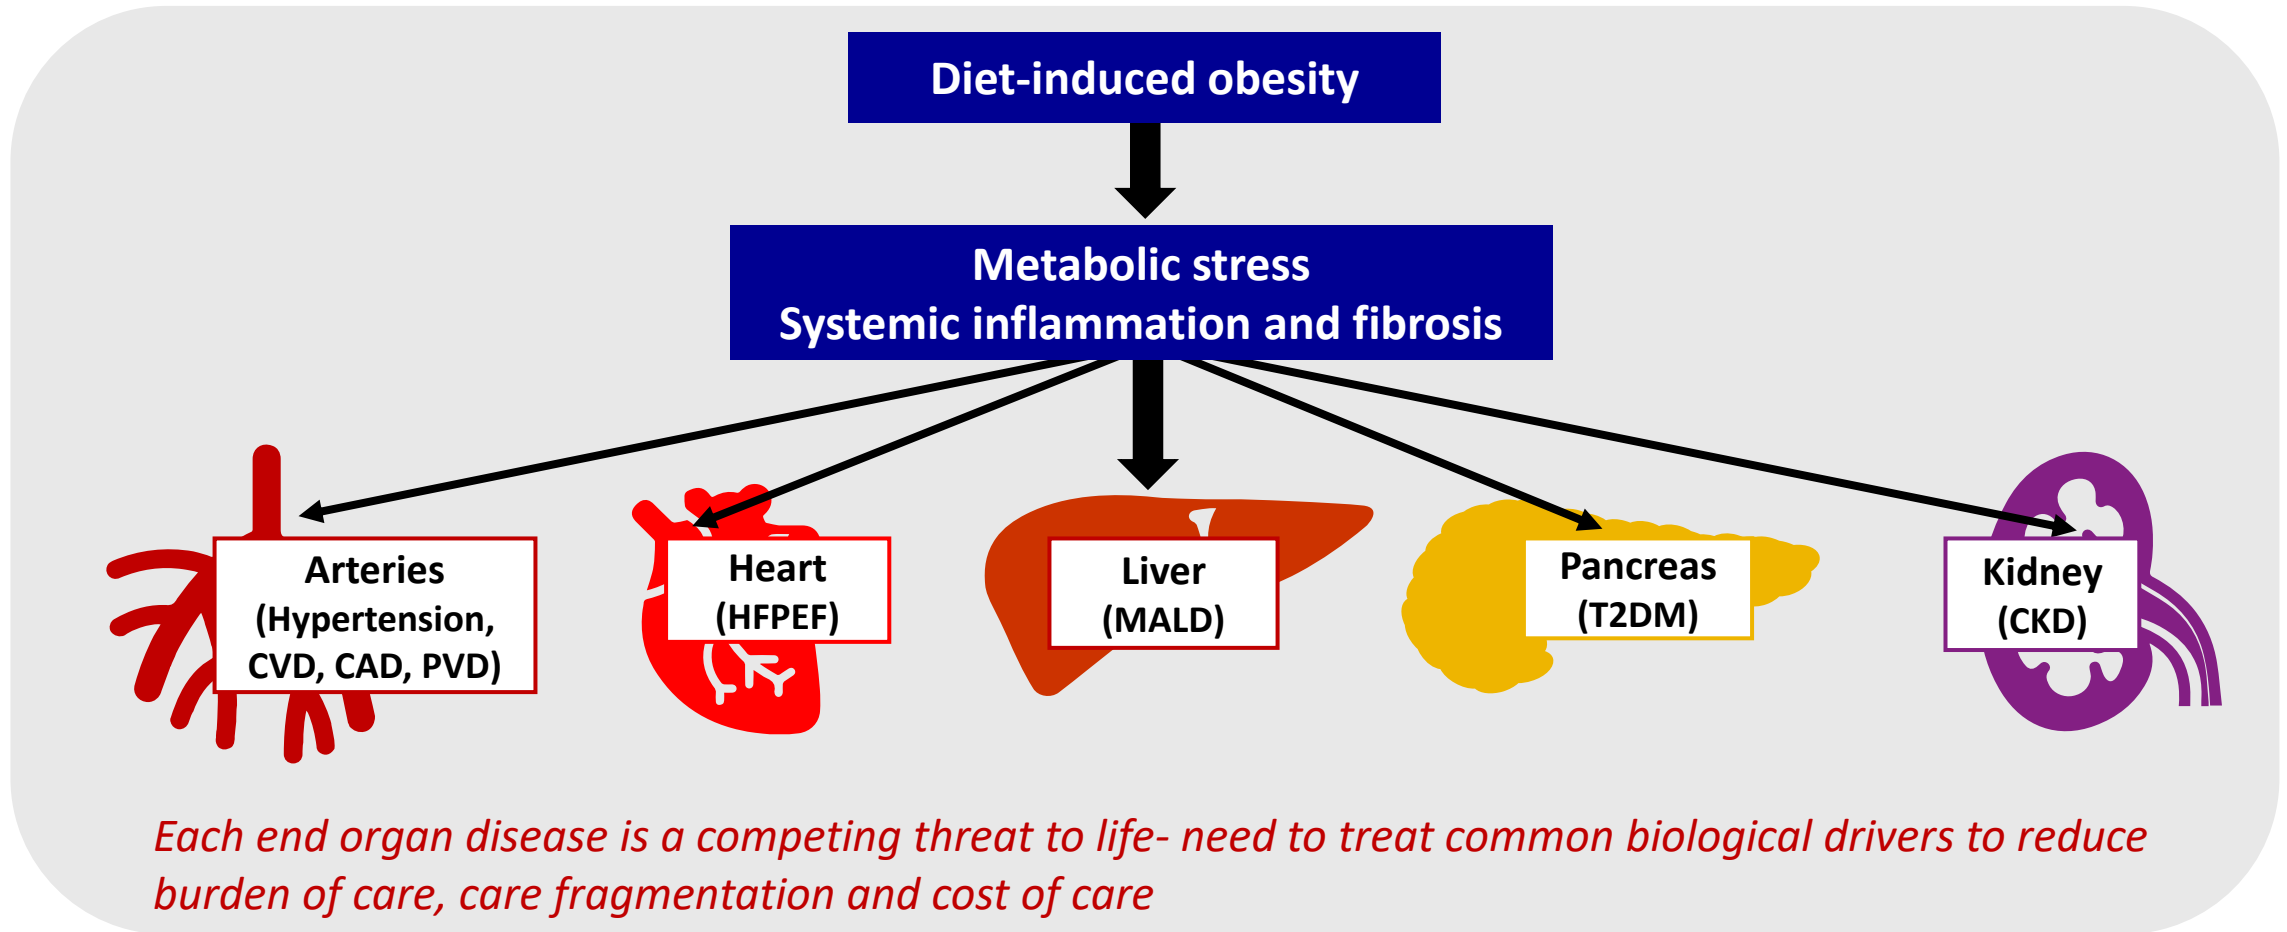 Diet-induced obesity
Metabolic stress
Systemic inflammation and fibrosis
Arteries
(Hypertension,
CVD, CAD, PVD)
Heart
(HFPEF)
Liver
(MALD)
Pancreas
(T2DM)
Kidney
(CKD)
Each end organ disease is a competing threat to life- need to treat common biological drivers to reduce
burden of care, care fragmentation and cost of care